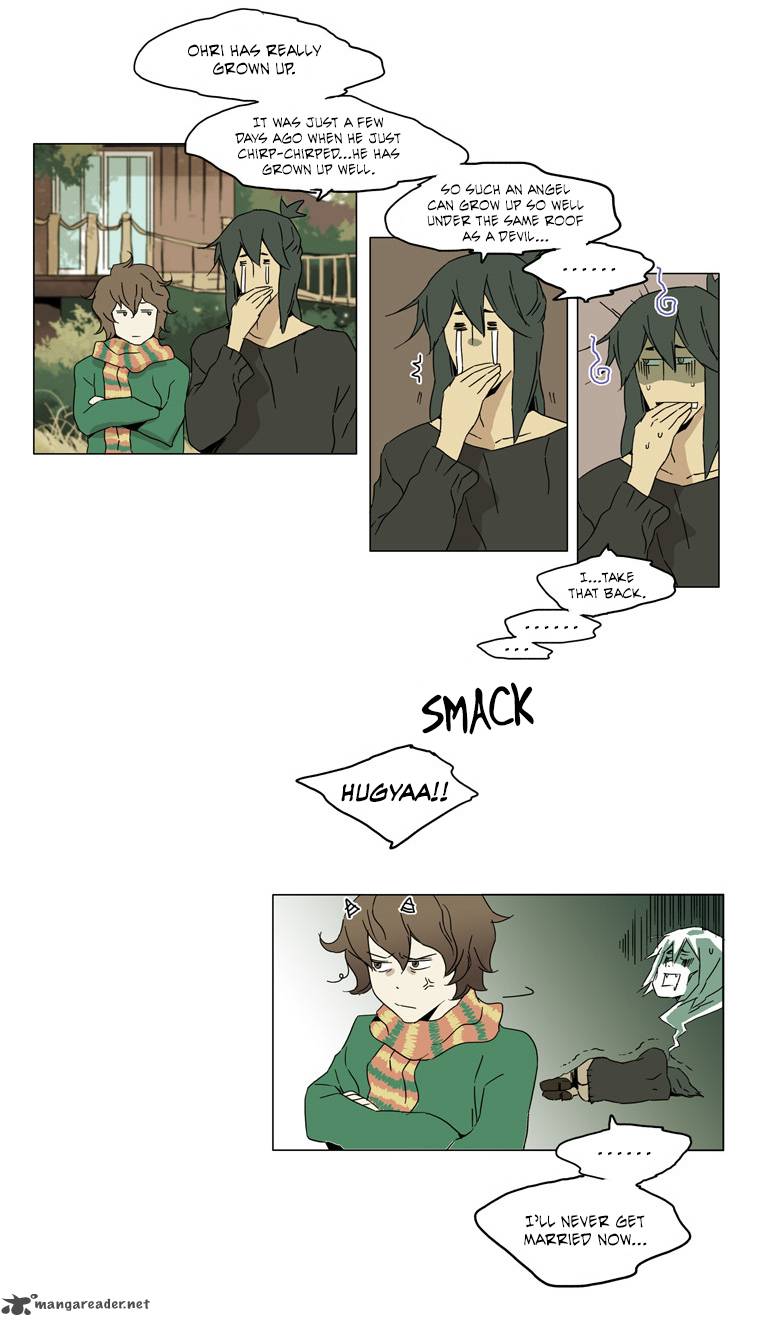 OHRI HAS REALLY
GROWN UP.
IT WAS JUST A FEW
DAYS AGO WHEN HE JUST
CHIRP-CHIRPED...HE HAS
GROWN UP WELL.
SO SUCH AN ANGEL
CAN GROW UP SO WELL
UNDER THE SAME ROOF
AS A DEVIL...
......
I...TAKE
THAT BACK.
......
...
SMACK
HUGYAA!!
......
I'LL NEVER GET
MARRIED NOW...
mangareader.net